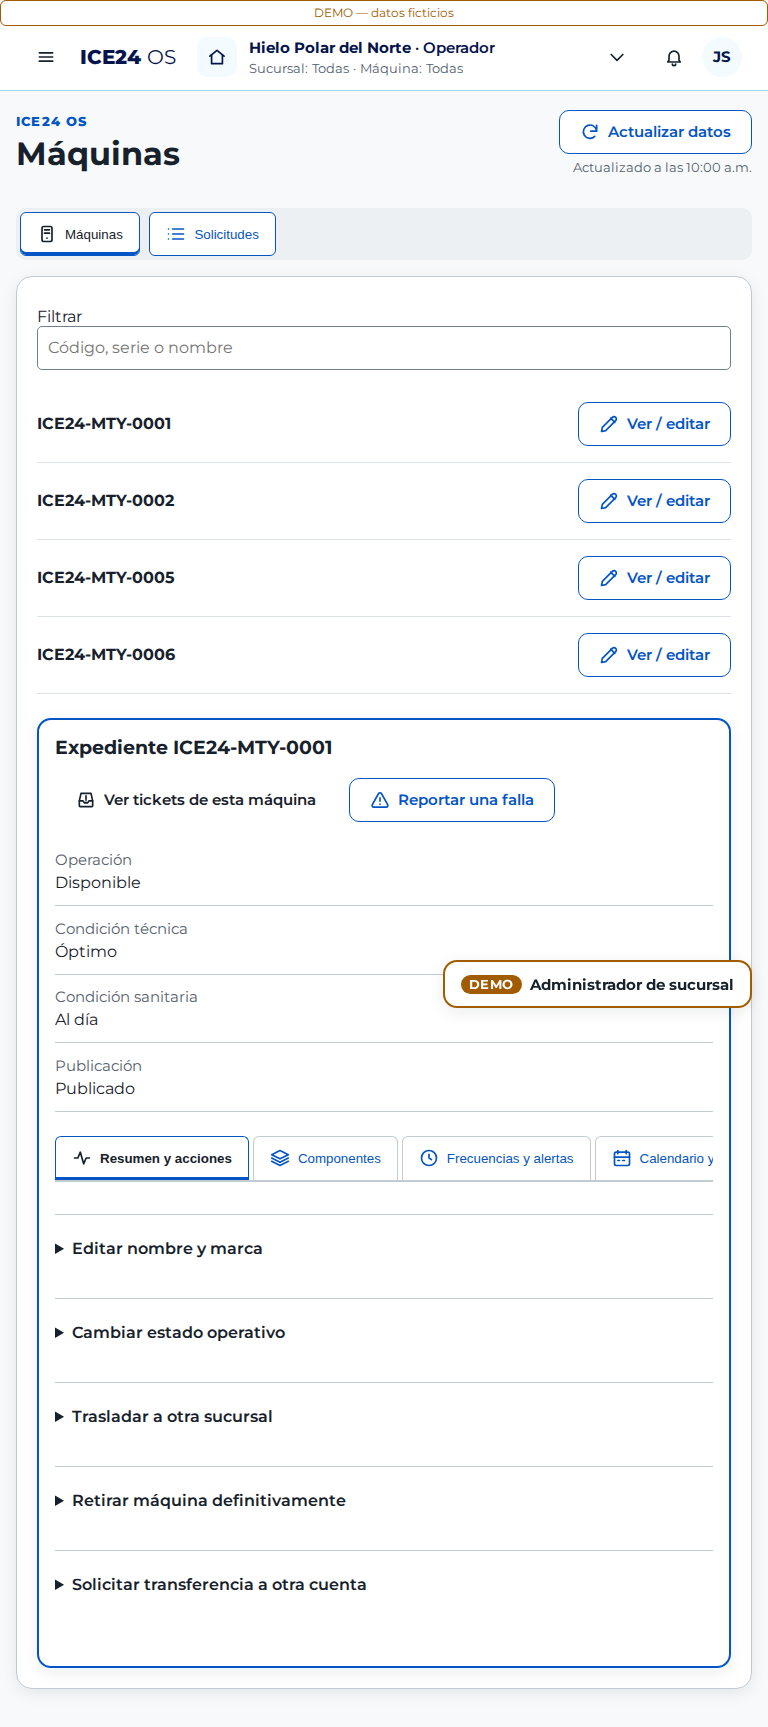 DEMO — datos ficticios
ICE24 OS
Hielo Polar del Norte · Operador
Sucursal: Todas · Máquina: Todas
JS
ICE24 OS
Máquinas
Actualizar datos
Actualizado a las 10:00 a.m.
Máquinas
Solicitudes
Filtrar
Código, serie o nombre
ICE24-MTY-0001
Ver / editar
ICE24-MTY-0002
Ver / editar
ICE24-MTY-0005
Ver / editar
ICE24-MTY-0006
Ver / editar
Expediente ICE24-MTY-0001
Ver tickets de esta máquina
Reportar una falla
Operación
Disponible
Condición técnica
Óptimo
DEMO Administrador de sucursal
Condición sanitaria
Al día
Publicación
Publicado
Resumen y acciones
Componentes
Frecuencias y alertas
Calendario y
Editar nombre y marca
Cambiar estado operativo
Trasladar a otra sucursal
Retirar máquina definitivamente
Solicitar transferencia a otra cuenta